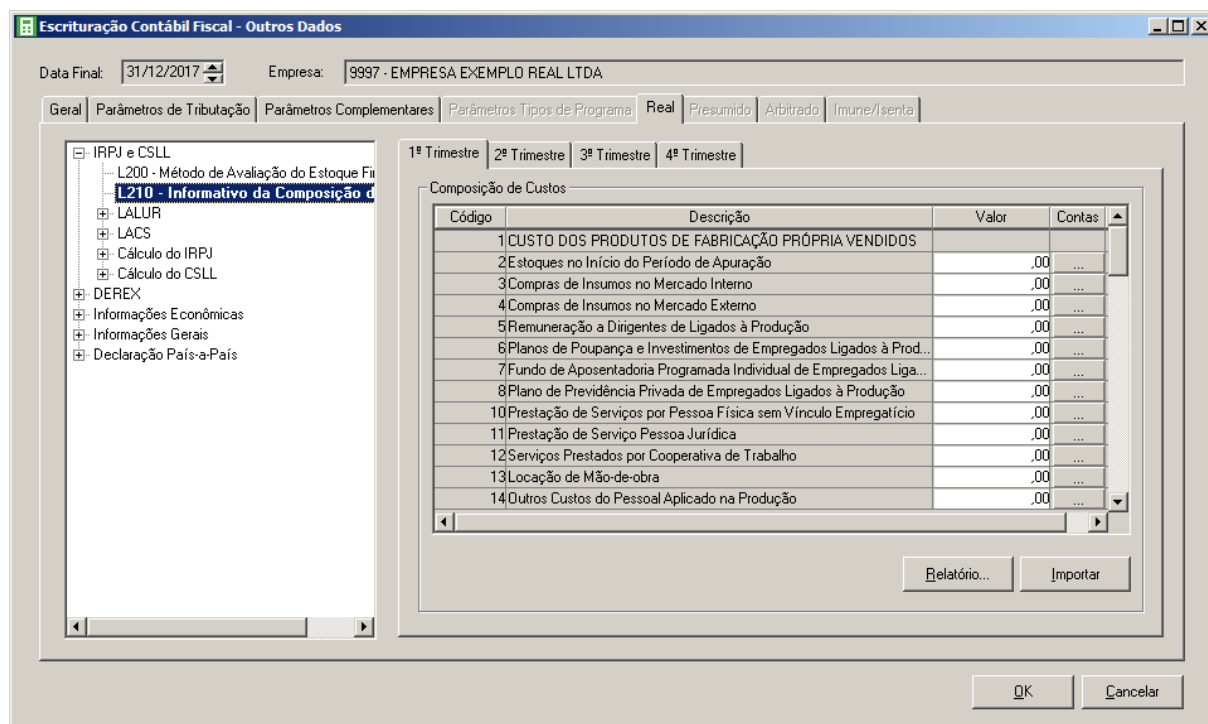 Escrituração Contábil Fiscal - Outros Dados
Data Final: 31/12/2017 Empresa: 9997 - EMPRESA EXEMPLO REAL LTDA
Geral Parâmetros de Tributação Parâmetros Complementares Parâmetros Tipos de Programa Real Presumido Arbitrado Imune/Isenta
IRPJ e CSLL
L200 - Método de Avaliação do Estoque Fi
L210 - Informativo da Composição d
LALUR
LACS
Cálculo do IRPJ
Cálculo do CSLL
DEREX
Informações Econômicas
Informações Gerais
Declaração País-a-País
1º Trimestre 2º Trimestre 3º Trimestre 4º Trimestre
Composição de Custos
Código Descrição Valor Contas
1 CUSTO DOS PRODUTOS DE FABRICAÇÃO PRÓPRIA VENDIDOS
2 Estoques no Início do Período de Apuração ,00 ...
3 Compras de Insumos no Mercado Interno ,00 ...
4 Compras de Insumos no Mercado Externo ,00 ...
5 Remuneração a Dirigentes de Ligados à Produção ,00 ...
6 Planos de Poupança e Investimentos de Empregados Ligados à Prod... ,00 ...
7 Fundo de Aposentadoria Programada Individual de Empregados Liga... ,00 ...
8 Plano de Previdência Privada de Empregados Ligados à Produção ,00 ...
10 Prestação de Serviços por Pessoa Física sem Vínculo Empregatício ,00 ...
11 Prestação de Serviço Pessoa Jurídica ,00 ...
12 Serviços Prestados por Cooperativa de Trabalho ,00 ...
13 Locação de Mão-de-obra ,00 ...
14 Outros Custos do Pessoal Aplicado na Produção ,00 ...
Relatório... Importar
OK Cancelar